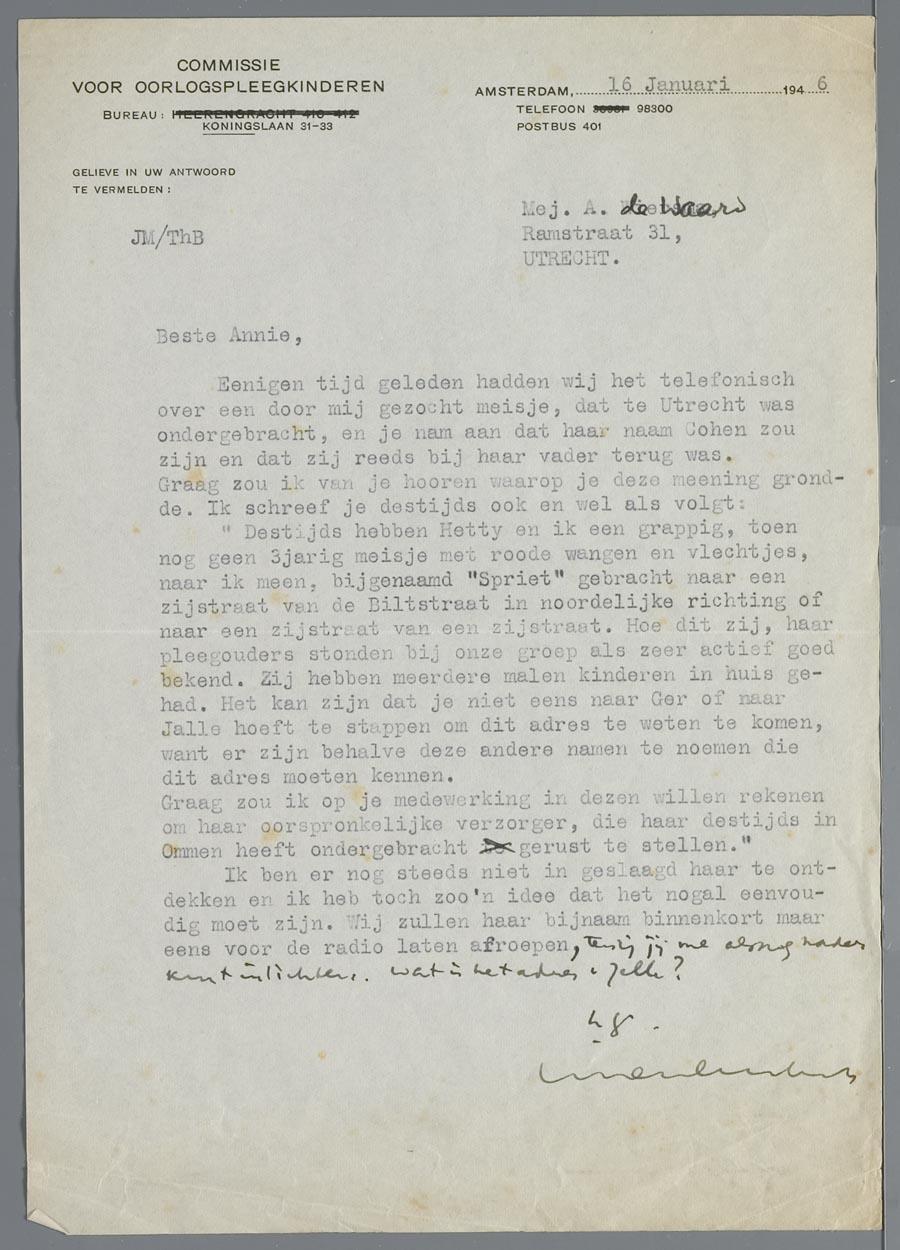 COMMISSIE
VOOR OORLOGSPLEEGKINDEREN
BUREAU: HEERENGRACHT 410-412
KONINGSLAAN 31-33
AMSTERDAM, 16 Januari 1946
TELEFOON 98300
POSTBUS 401
GELIEVE IN UW ANTWOORD
TE VERMELDEN:
JM/ThB
Mej. A. de Waard
Ramstraat 31,
UTRECHT.
Beste Annie,
Eenigen tijd geleden hadden wij het telefonisch
over een door mij gezocht meisje, dat te Utrecht was
ondergebracht, en je nam aan dat haar naam Cohen zou
zijn en dat zij reeds bij haar vader terug was.
Graag zou ik van je hooren waarop je deze meening grond-
de. Ik schreef je destijds ook en wel als volgt:
" Destijds hebben Hetty en ik een grappig, toen
nog geen 3jarig meisje met roode wangen en vlechtjes,
naar ik meen, bijgenaamd "Spriet" gebracht naar een
zijstraat van de Biltstraat in noordelijke richting of
naar een zijstraat van een zijstraat. Hoe dit zij, haar
pleegouders stonden bij onze groep als zeer actief goed
bekend. Zij hebben meerdere malen kinderen in huis ge-
had. Het kan zijn dat je niet eens naar Ger of naar
Jalle hoeft te stappen om dit adres te weten te komen,
want er zijn behalve deze andere namen te noemen die
dit adres moeten kennen.
Graag zou ik op je medewerking in dezen willen rekenen
om haar oorspronkelijke verzorger, die haar destijds in
Ommen heeft ondergebracht gerust te stellen."
Ik ben er nog steeds niet in geslaagd haar te ont-
dekken en ik heb toch zoo'n idee dat het nogal eenvou-
dig moet zijn. Wij zullen haar bijnaam binnenkort maar
eens voor de radio laten afroepen, tenzij jij me alsnog nader
kunt inlichten. Wat is het adres v Jelle?